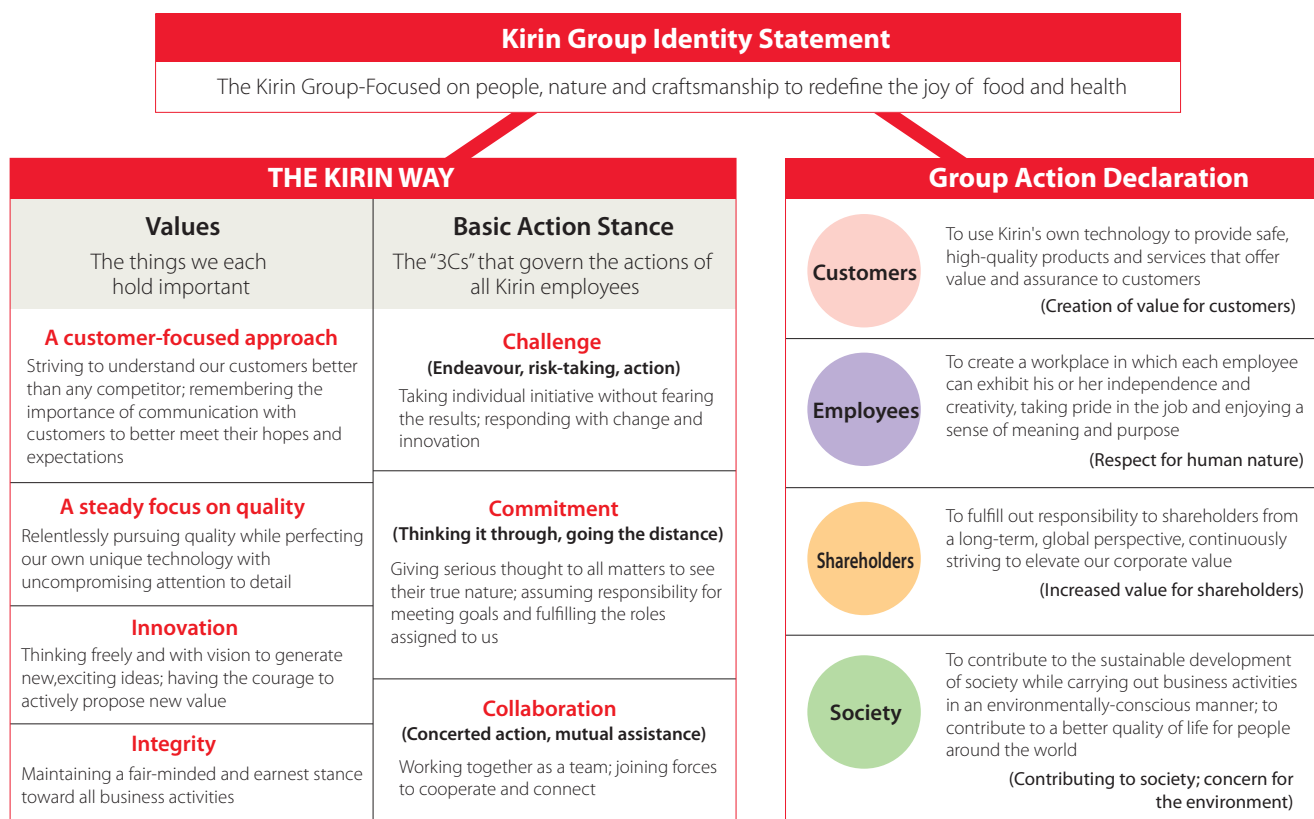 Kirin Group Identity Statement
The Kirin Group-Focused on people, nature and craftsmanship to redefine the joy of food and health
THE KIRIN WAY
Values
The things we each
hold important
A customer-focused approach
Striving to understand our customers better
than any competitor; remembering the
importance of communication with
customers to better meet their hopes and
expectations
A steady focus on quality
Relentlessly pursuing quality while perfecting
our own unique technology with
uncompromising attention to detail
Innovation
Thinking freely and with vision to generate
new,exciting ideas; having the courage to
actively propose new value
Integrity
Maintaining a fair-minded and earnest stance
toward all business activities
Basic Action Stance
The “3Cs” that govern the actions of
all Kirin employees
Challenge
(Endeavour, risk-taking, action)
Taking individual initiative without fearing
the results; responding with change and
innovation
Commitment
(Thinking it through, going the distance)
Giving serious thought to all matters to see
their true nature; assuming responsibility for
meeting goals and fulfilling the roles
assigned to us
Collaboration
(Concerted action, mutual assistance)
Working together as a team; joining forces
to cooperate and connect
Group Action Declaration
Customers
To use Kirin's own technology to provide safe,
high-quality products and services that offer
value and assurance to customers
(Creation of value for customers)
Employees
To create a workplace in which each employee
can exhibit his or her independence and
creativity, taking pride in the job and enjoying a
sense of meaning and purpose
(Respect for human nature)
Shareholders
To fulfill out responsibility to shareholders from
a long-term, global perspective, continuously
striving to elevate our corporate value
(Increased value for shareholders)
Society
To contribute to the sustainable development
of society while carrying out business activities
in an environmentally-conscious manner; to
contribute to a better quality of life for people
around the world
(Contributing to society; concern for
the environment)